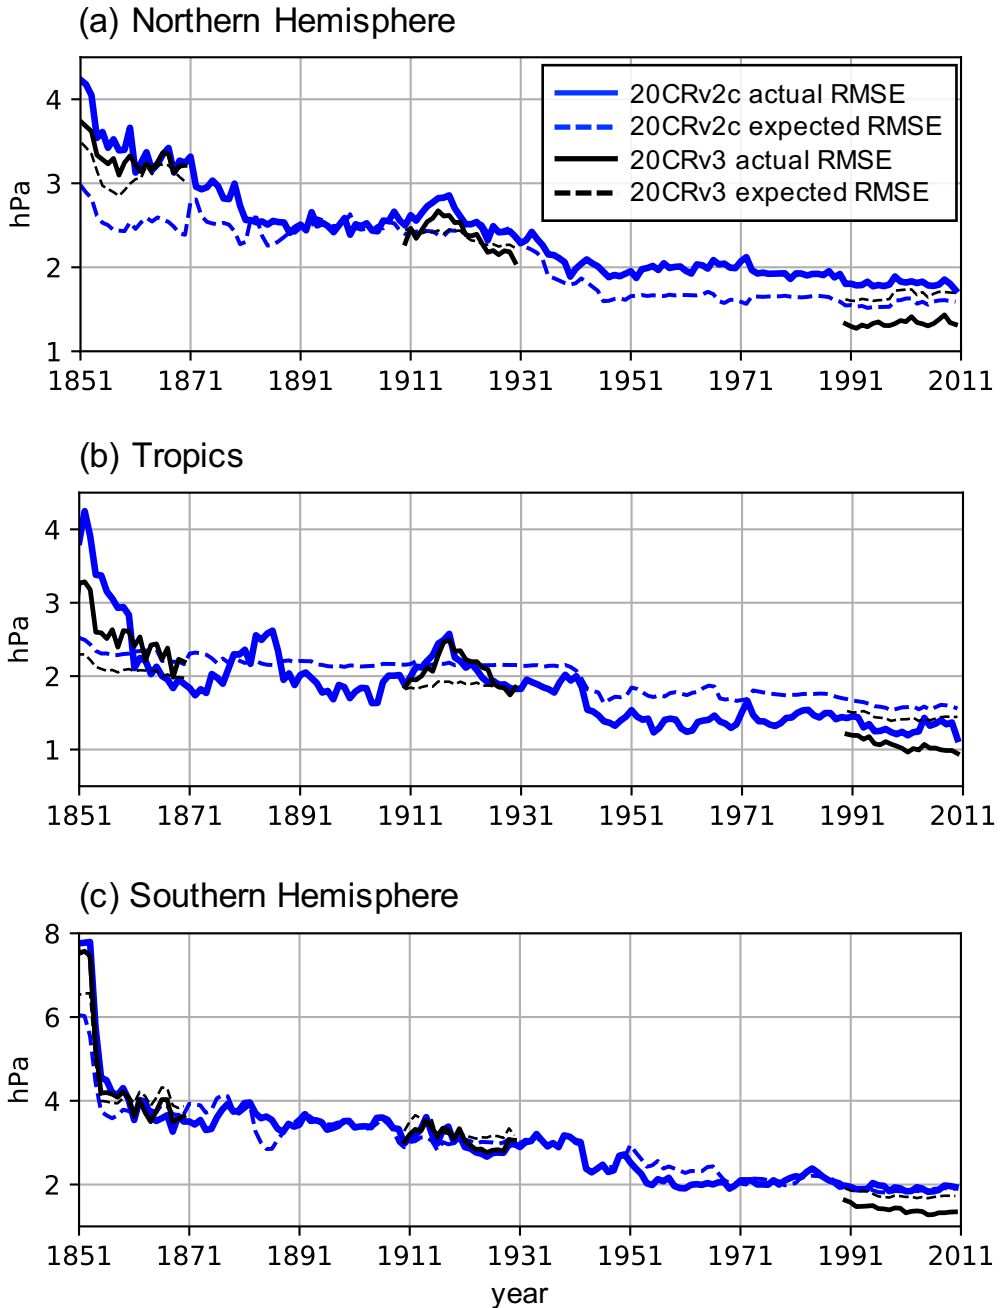 (a) Northern Hemisphere
20CRv2c actual RMSE
20CRv2c expected RMSE
20CRv3 actual RMSE
20CRv3 expected RMSE
hPa
4
3
2
1
1851 1871 1891 1911 1931 1951 1971 1991 2011
(b) Tropics
hPa
4
3
2
1
1851 1871 1891 1911 1931 1951 1971 1991 2011
(c) Southern Hemisphere
hPa
8
6
4
2
1851 1871 1891 1911 1931 1951 1971 1991 2011
year